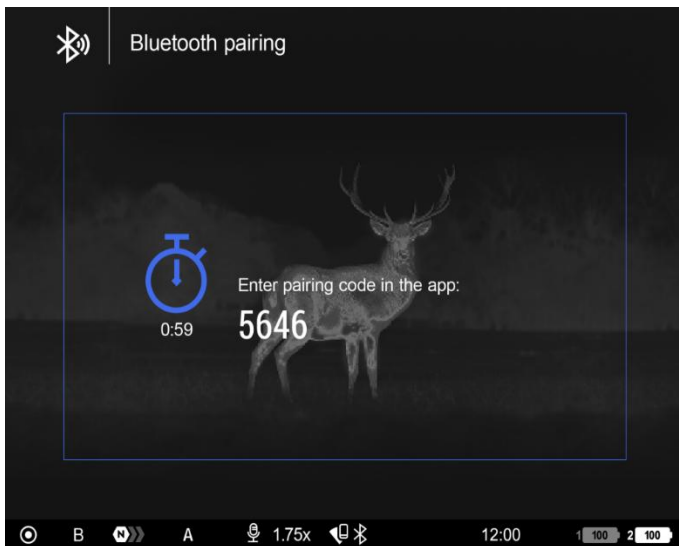 Bluetooth pairing
Enter pairing code in the app:
5646
0:59
B N A 1.75x 12:00 1 100 2 100